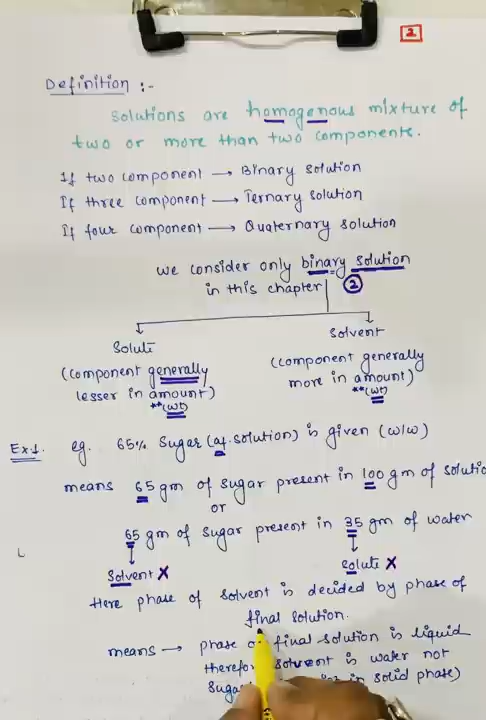 2
Definition :-
Solutions are homogenous mixture of
two or more than two components.
If two component → Binary solution
If three component → Ternary solution
If four component → Quaternary solution
we consider only binary solution
in this chapter 2
Solute
(component generally
lesser in amount)
**(wt)
Solvent
(component generally
more in amount)
**(wt)
Ex.1. eg. 65% Sugar (aq. solution) is given (w/w)
means 65 gm of sugar present in 100 gm of solutio
or
65 gm of sugar present in 35 gm of water
Solvent X
solute X
Here phase of solvent is decided by phase of
final solution.
means → phase of final solution is liquid
therefore solvent is water not
Sugar in solid phase)